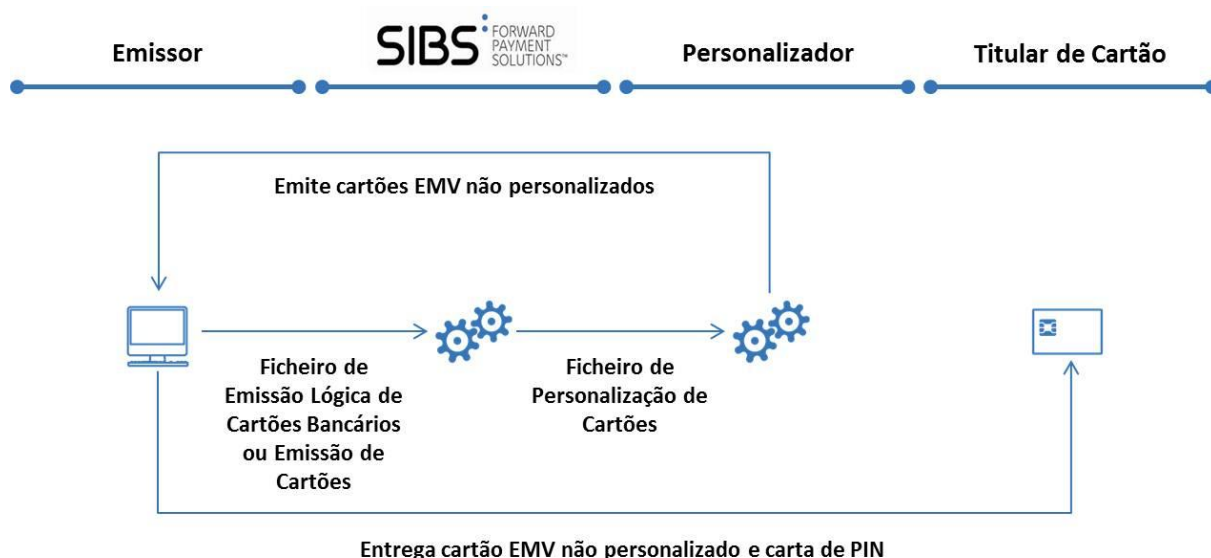 Emissor
SIBS FORWARD
PAYMENT
SOLUTIONS™
Personalizador
Titular de Cartão
Emite cartões EMV não personalizados
Ficheiro de
Emissão Lógica de
Cartões Bancários
ou Emissão de
Cartões
Ficheiro de
Personalização de
Cartões
Entrega cartão EMV não personalizado e carta de PIN